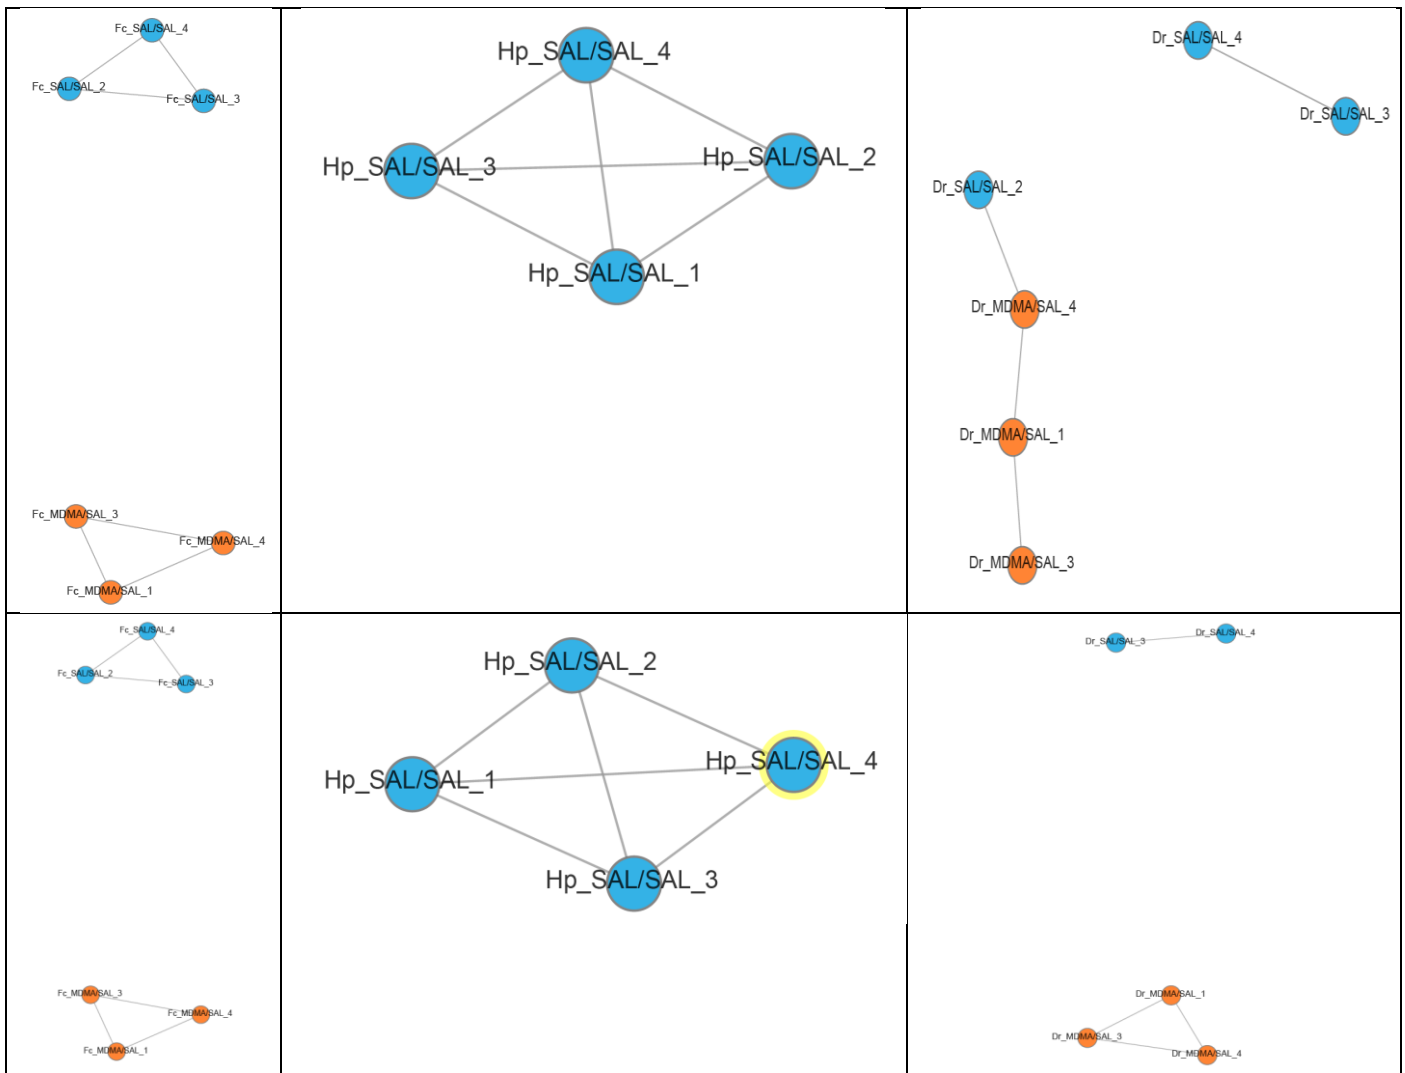 Fc_SAL/SAL_4
Fc_SAL/SAL_2
Fc_SAL/SAL_3
Fc_MDMA/SAL_3
Fc_MDMA/SAL_4
Fc_MDMA/SAL_1
Hp_SAL/SAL_4
Hp_SAL/SAL_2
Hp_SAL/SAL_3
Hp_SAL/SAL_1
Dr_SAL/SAL_4
Dr_SAL/SAL_3
Dr_SAL/SAL_2
Dr_MDMA/SAL_4
Dr_MDMA/SAL_1
Dr_MDMA/SAL_3
Fc_SAL/SAL_4
Fc_SAL/SAL_2
Fc_SAL/SAL_3
Fc_MDMA/SAL_3
Fc_MDMA/SAL_4
Fc_MDMA/SAL_1
Hp_SAL/SAL_2
Hp_SAL/SAL_4
Hp_SAL/SAL_1
Hp_SAL/SAL_3
Dr_SAL/SAL_4
Dr_SAL/SAL_3
Dr_MDMA/SAL_1
Dr_MDMA/SAL_3
Dr_MDMA/SAL_4